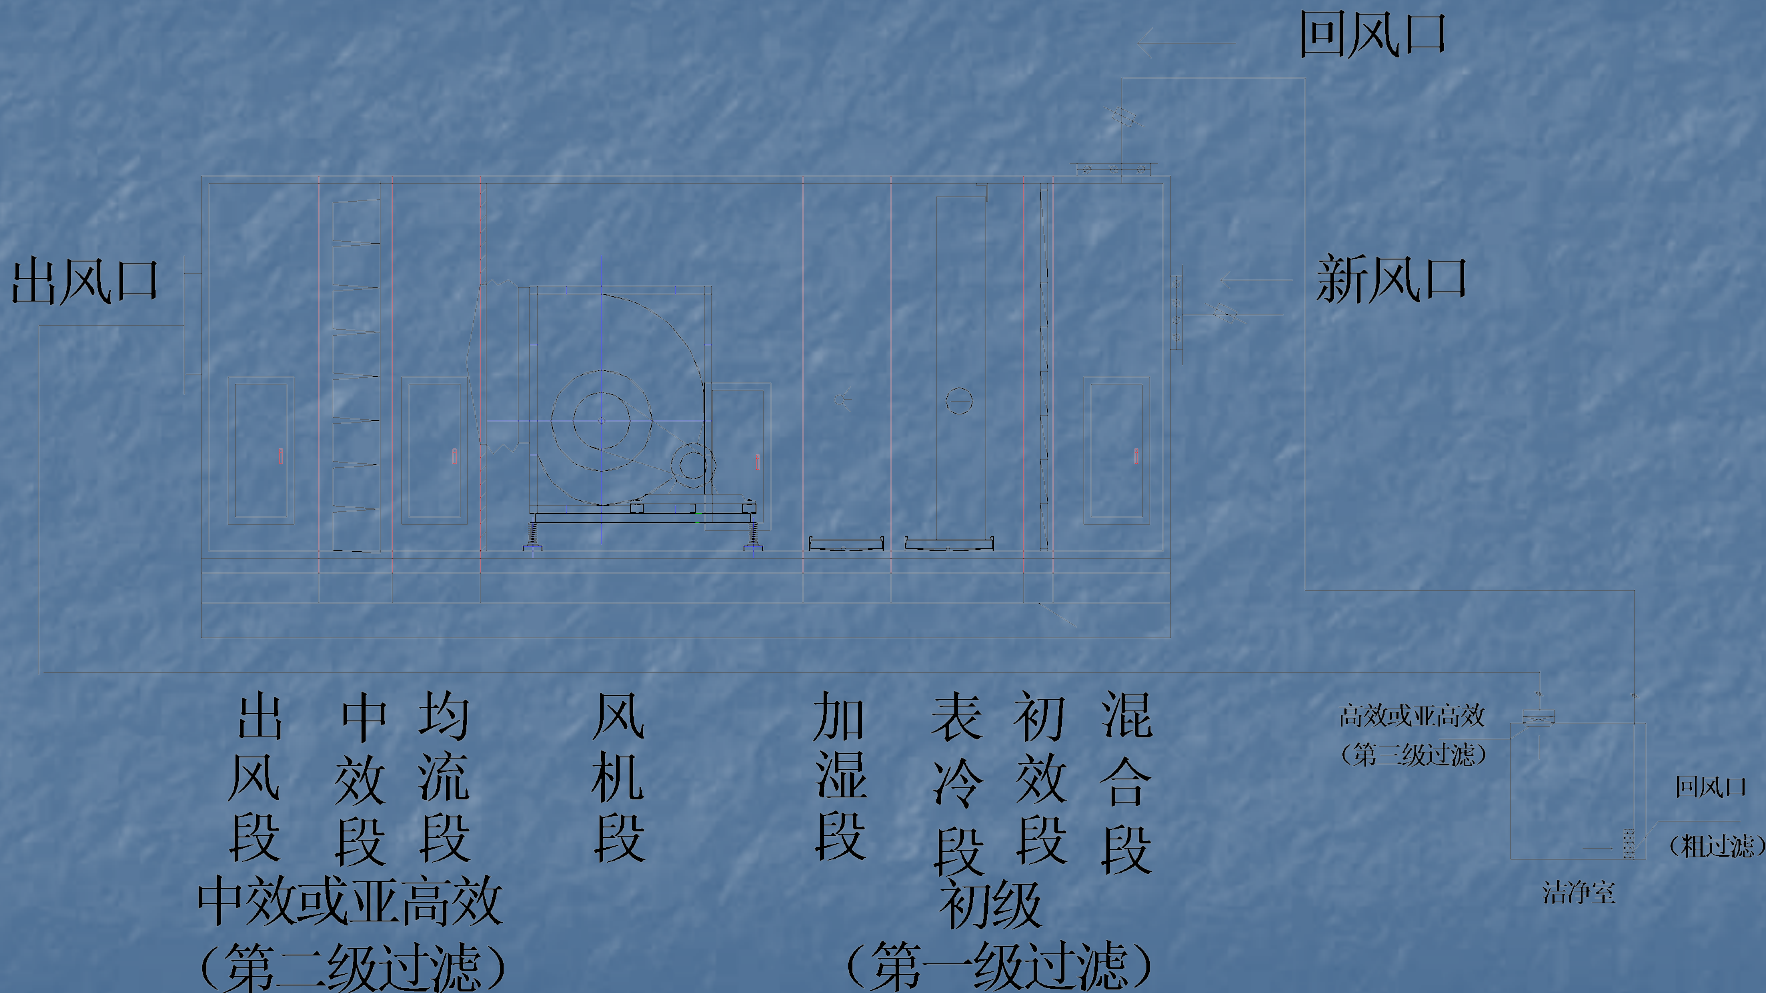 回风口
出风口
新风口
出风段
中效段
均流段
风机段
加湿段
表冷段
初效段
混合段
中效或亚高效
（第二级过滤）
初级
（第一级过滤）
高效或亚高效
（第三级过滤）
回风口
（粗过滤）
洁净室